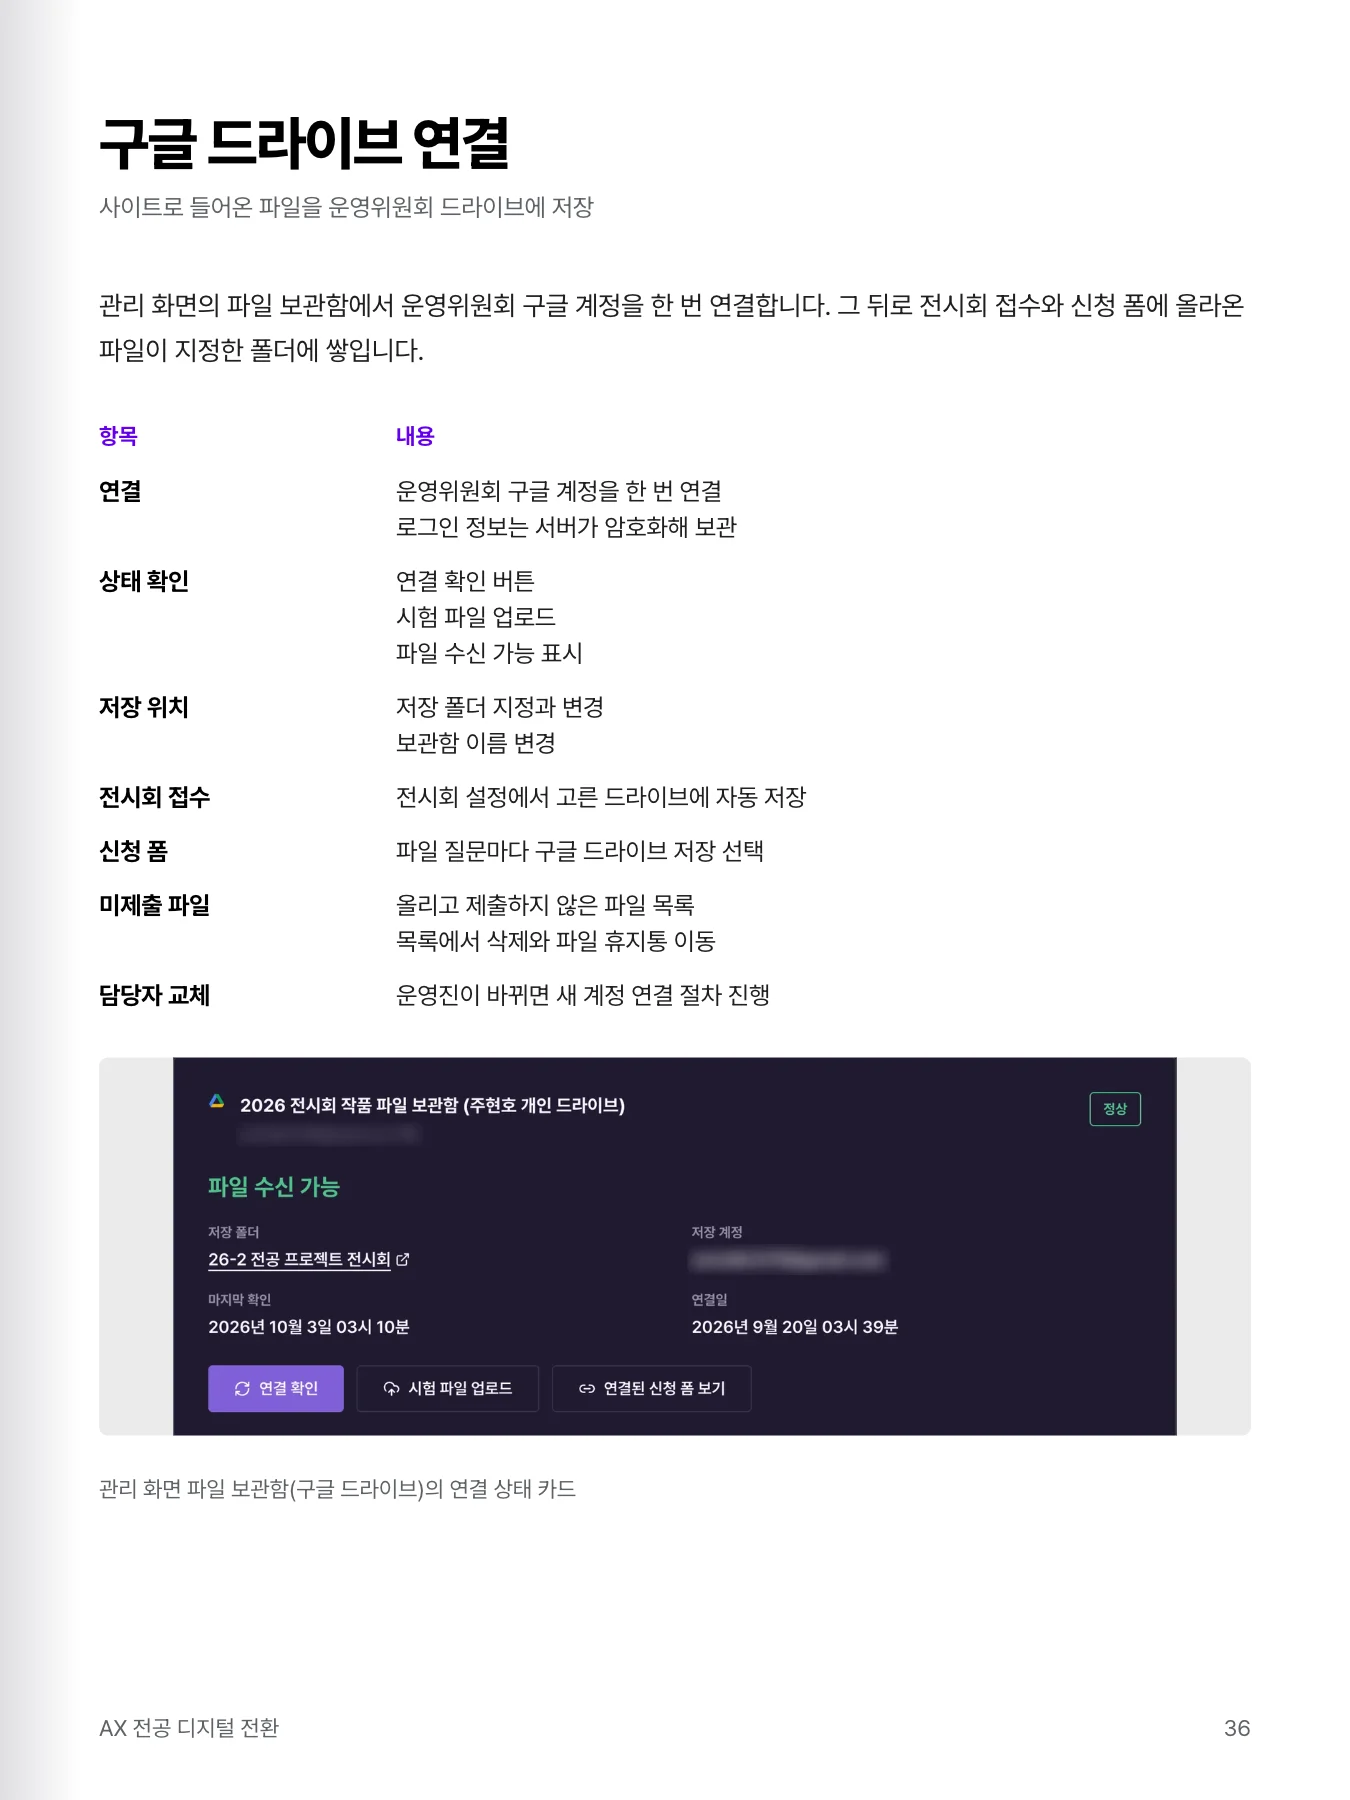 구글 드라이브 연결
사이트로 들어온 파일을 운영위원회 드라이브에 저장
관리 화면의 파일 보관함에서 운영위원회 구글 계정을 한 번 연결합니다. 그 뒤로 전시회 접수와 신청 폼에 올라온
파일이 지정한 폴더에 쌓입니다.
항목 내용
연결 운영위원회 구글 계정을 한 번 연결
로그인 정보는 서버가 암호화해 보관
상태 확인 연결 확인 버튼
시험 파일 업로드
파일 수신 가능 표시
저장 위치 저장 폴더 지정과 변경
보관함 이름 변경
전시회 접수 전시회 설정에서 고른 드라이브에 자동 저장
신청 폼 파일 질문마다 구글 드라이브 저장 선택
미제출 파일 올리고 제출하지 않은 파일 목록
목록에서 삭제와 파일 휴지통 이동
담당자 교체 운영진이 바뀌면 새 계정 연결 절차 진행
2026 전시회 작품 파일 보관함 (주현호 개인 드라이브) 정상
파일 수신 가능
저장 폴더 저장 계정
26-2 전공 프로젝트 전시회
마지막 확인 연결일
2026년 10월 3일 03시 10분 2026년 9월 20일 03시 39분
연결 확인 시험 파일 업로드 연결된 신청 폼 보기
관리 화면 파일 보관함(구글 드라이브)의 연결 상태 카드
AX 전공 디지털 전환 36